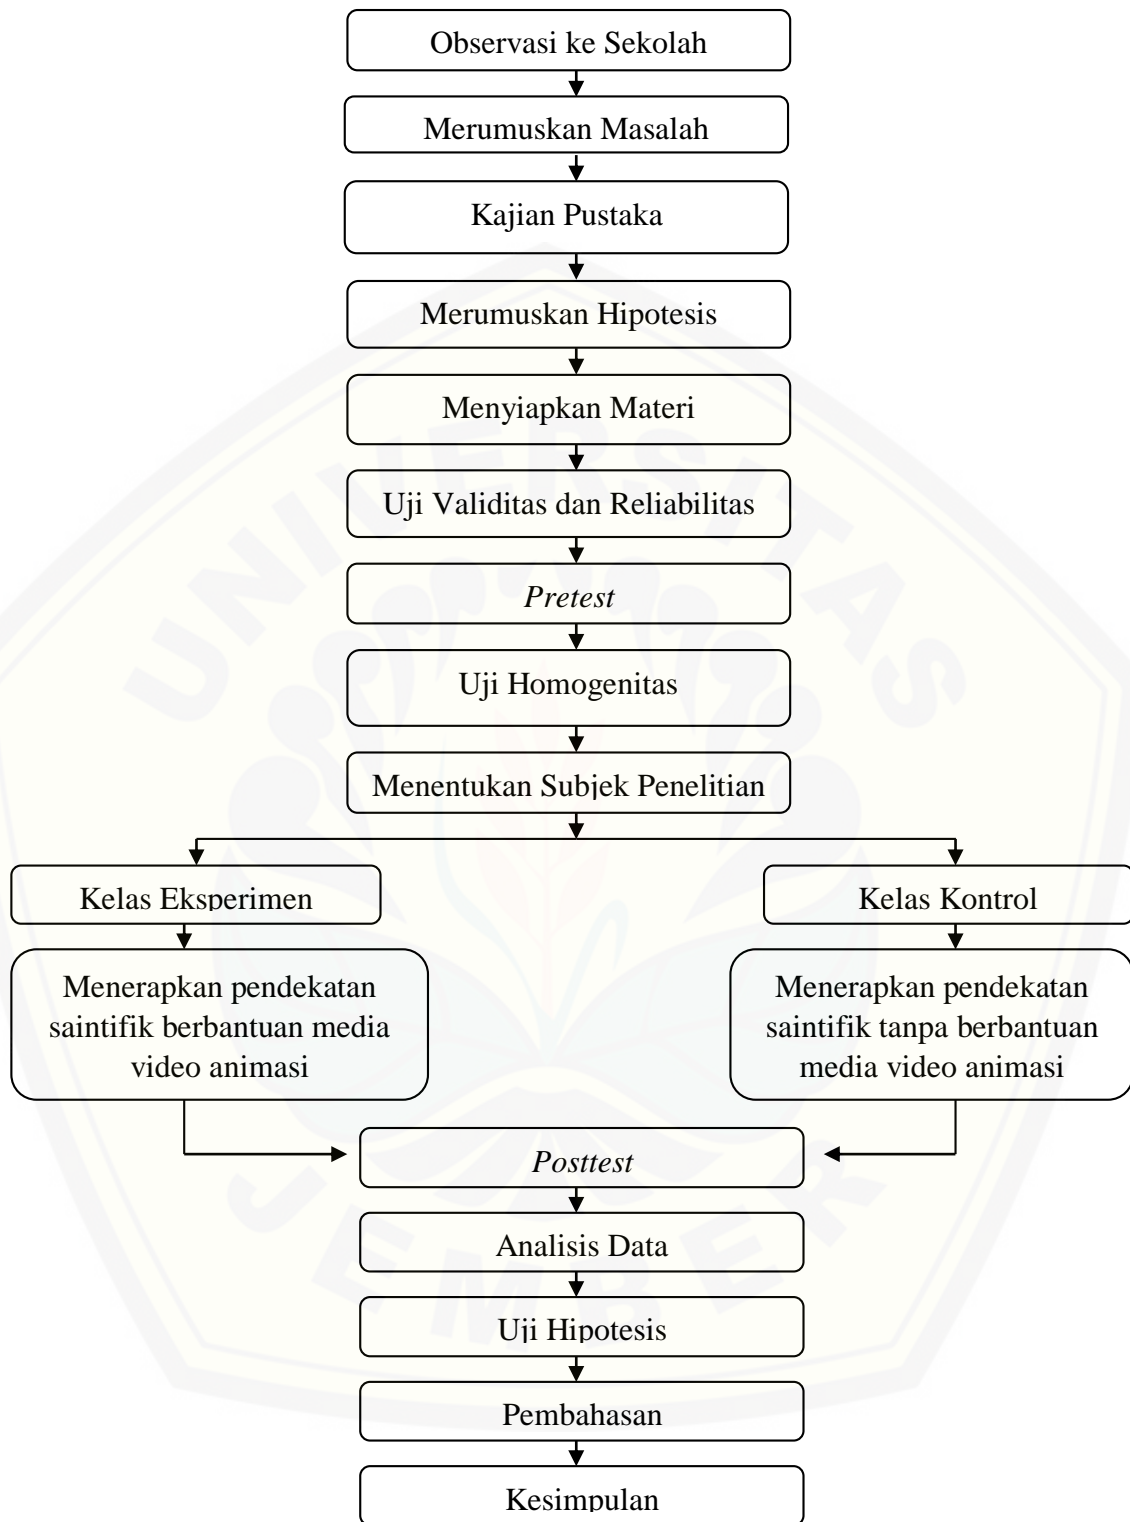 Observasi ke Sekolah
Merumuskan Masalah
Kajian Pustaka
Merumuskan Hipotesis
Menyiapkan Materi
Uji Validitas dan Reliabilitas
Pretest
Uji Homogenitas
Menentukan Subjek Penelitian
Kelas Eksperimen
Kelas Kontrol
Menerapkan pendekatan
saintifik berbantuan media
video animasi
Menerapkan pendekatan
saintifik tanpa berbantuan
media video animasi
Posttest
Analisis Data
Uji Hipotesis
Pembahasan
Kesimpulan
UNIVERSITAS
JEMBER